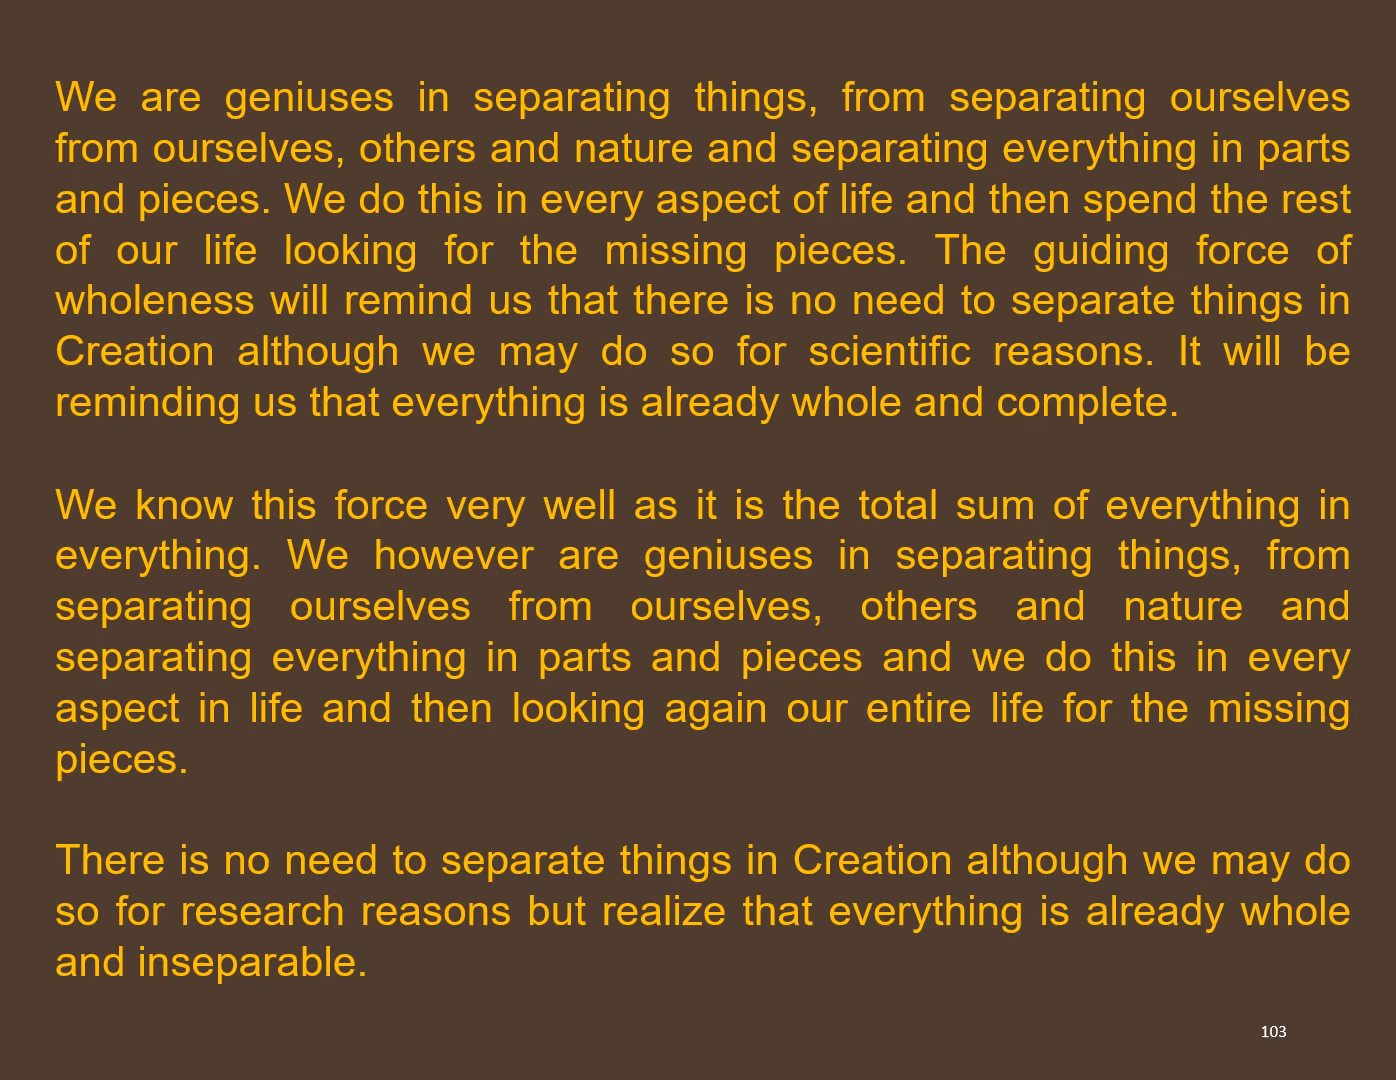 We are geniuses in separating things, from separating ourselves
from ourselves, others and nature and separating everything in parts
and pieces. We do this in every aspect of life and then spend the rest
of our life looking for the missing pieces. The guiding force of
wholeness will remind us that there is no need to separate things in
Creation although we may do so for scientific reasons. It will be
reminding us that everything is already whole and complete.
We know this force very well as it is the total sum of everything in
everything. We however are geniuses in separating things, from
separating ourselves from ourselves, others and nature and
separating everything in parts and pieces and we do this in every
aspect in life and then looking again our entire life for the missing
pieces.
There is no need to separate things in Creation although we may do
so for research reasons but realize that everything is already whole
and inseparable.
103